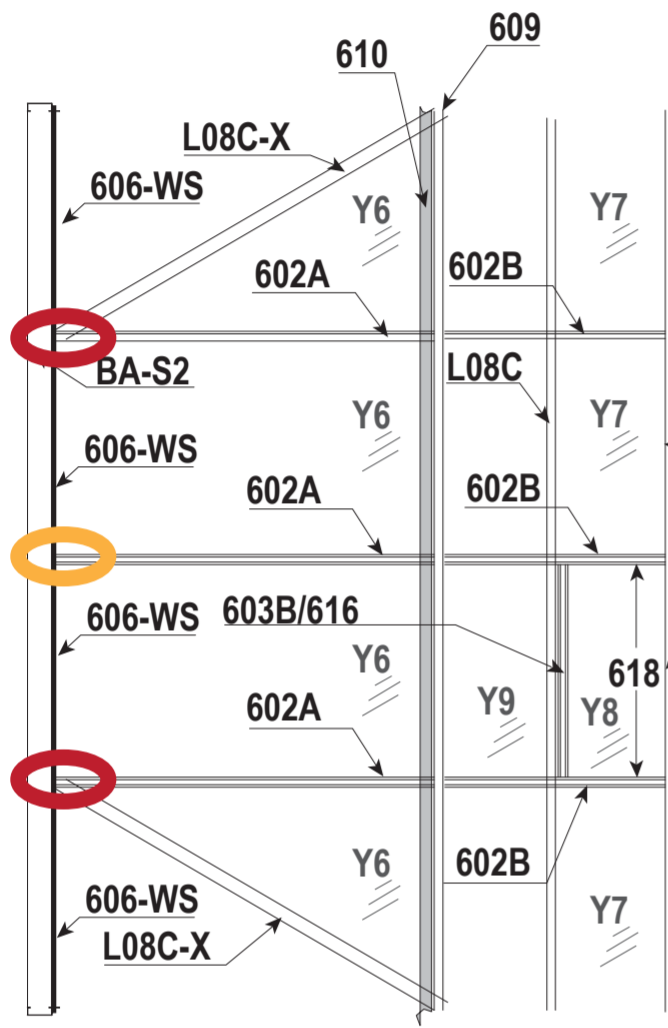 609
610
L08C-X
606-WS
Y6
Y7
602A
602B
BA-S2
L08C
Y6
Y7
606-WS
602A
602B
603B/616
606-WS
Y6
618
602A
Y9
Y8
Y6
602B
606-WS
Y7
L08C-X